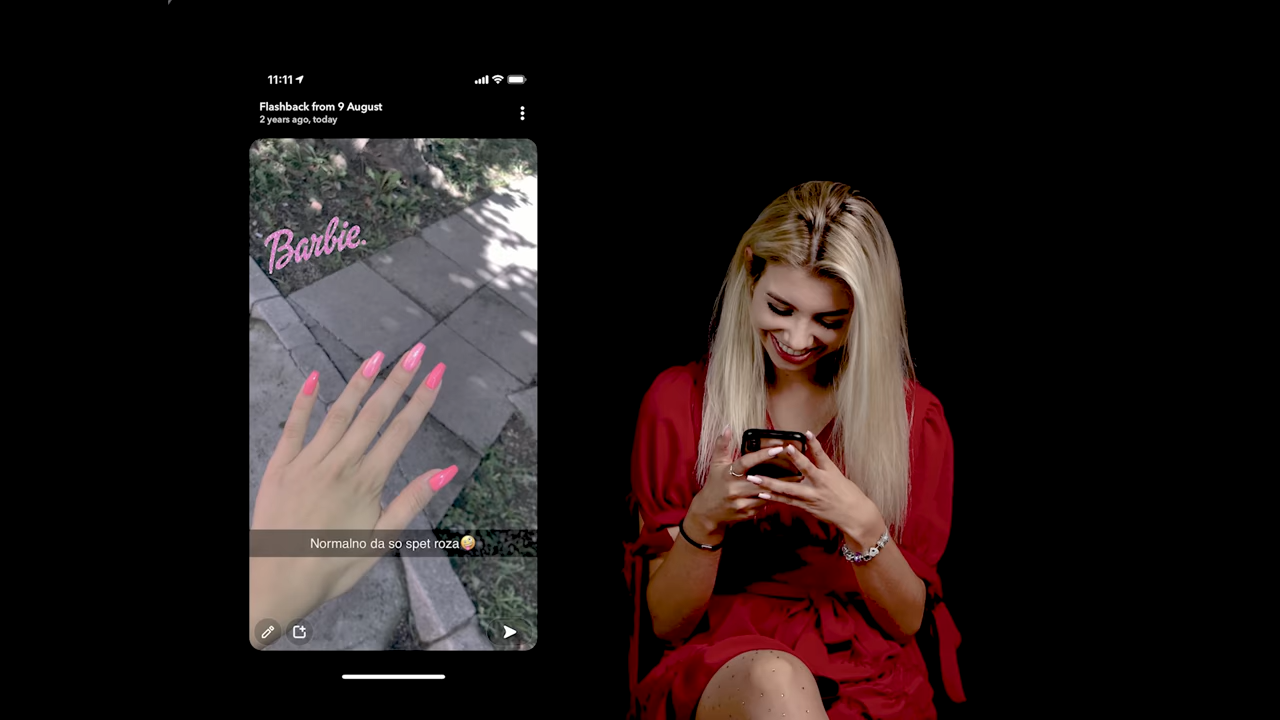 11:11
Flashback from 9 August
2 years ago, today
Barbie.
Normalno da so spet roza🤪